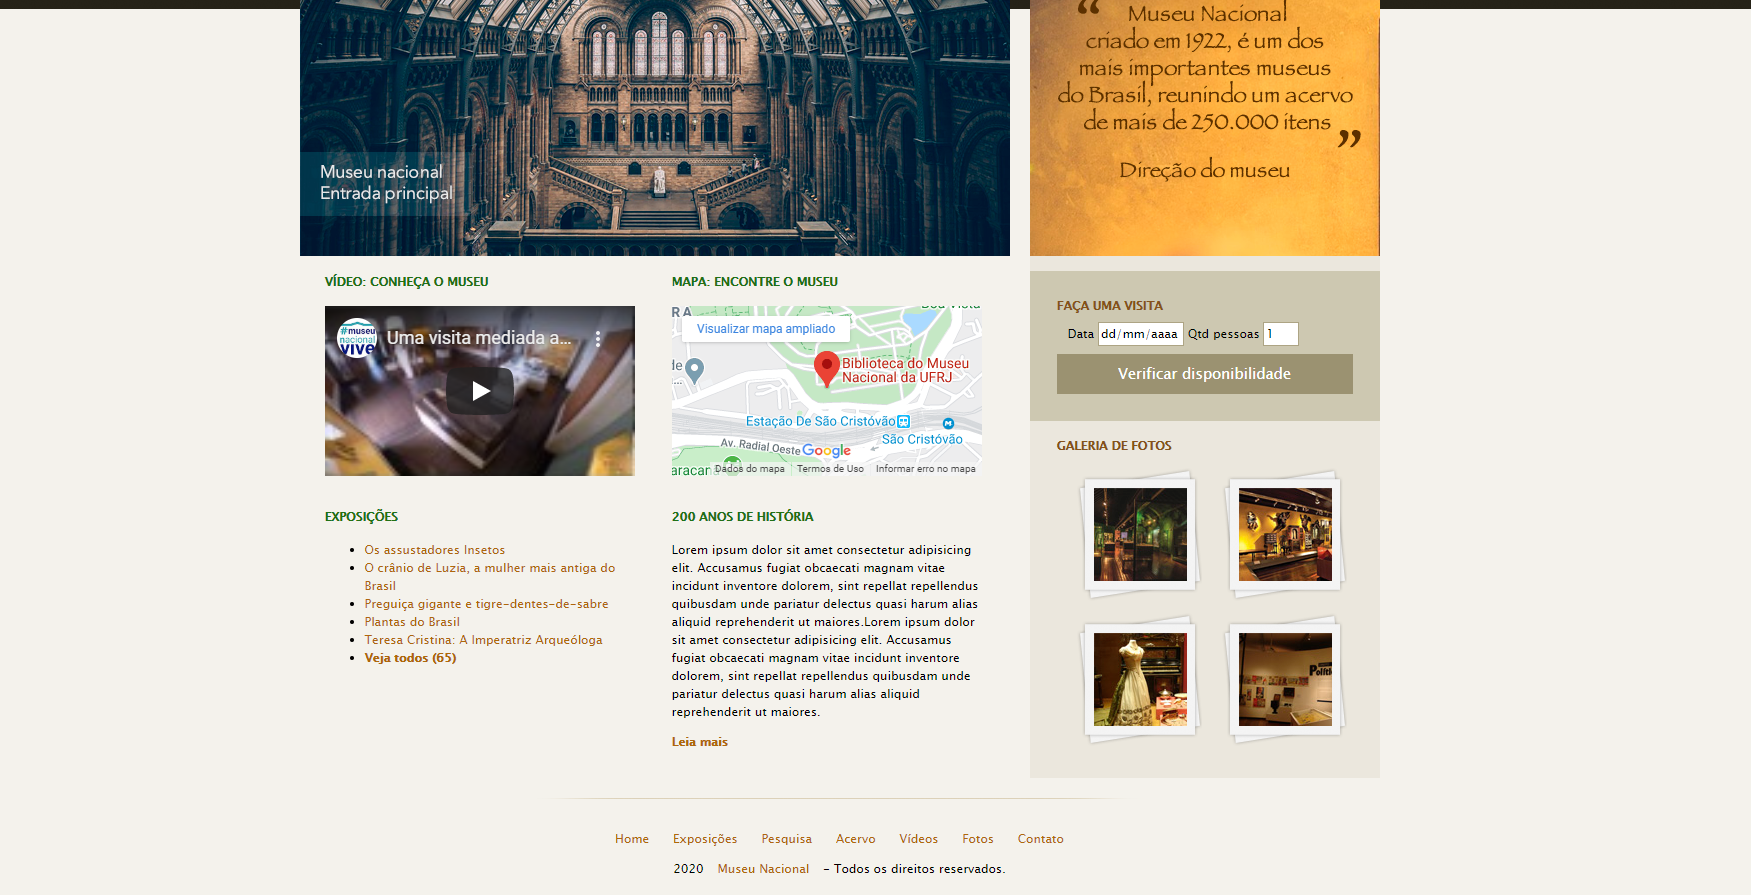 Museu nacional
Entrada principal
“ Museu Nacional
criado em 1922, é um dos
mais importantes museus
do Brasil, reunindo um acervo
de mais de 250.000 itens ”
Direção do museu
VÍDEO: CONHEÇA O MUSEU
#museu
nacional
vive
Uma visita mediada a...
MAPA: ENCONTRE O MUSEU
RA
Boa Vista
Visualizar mapa ampliado
de
Biblioteca do Museu
Nacional da UFRJ
Estação De São Cristóvão
São Cristóvão
Av. Radial Oeste
Google
aracan
Dados do mapa
Termos de Uso
Informar erro no mapa
EXPOSIÇÕES
Os assustadores Insetos
O crânio de Luzia, a mulher mais antiga do
Brasil
Preguiça gigante e tigre-dentes-de-sabre
Plantas do Brasil
Teresa Cristina: A Imperatriz Arqueóloga
Veja todos (65)
200 ANOS DE HISTÓRIA
Lorem ipsum dolor sit amet consectetur adipisicing
elit. Accusamus fugiat obcaecati magnam vitae
incidunt inventore dolorem, sint repellat repellendus
quibusdam unde pariatur delectus quasi harum alias
aliquid reprehenderit ut maiores.Lorem ipsum dolor
sit amet consectetur adipisicing elit. Accusamus
fugiat obcaecati magnam vitae incidunt inventore
dolorem, sint repellat repellendus quibusdam unde
pariatur delectus quasi harum alias aliquid
reprehenderit ut maiores.
Leia mais
FAÇA UMA VISITA
Data dd/mm/aaaa Qtd pessoas 1
Verificar disponibilidade
GALERIA DE FOTOS
Políti
Home Exposições Pesquisa Acervo Vídeos Fotos Contato
2020 Museu Nacional - Todos os direitos reservados.